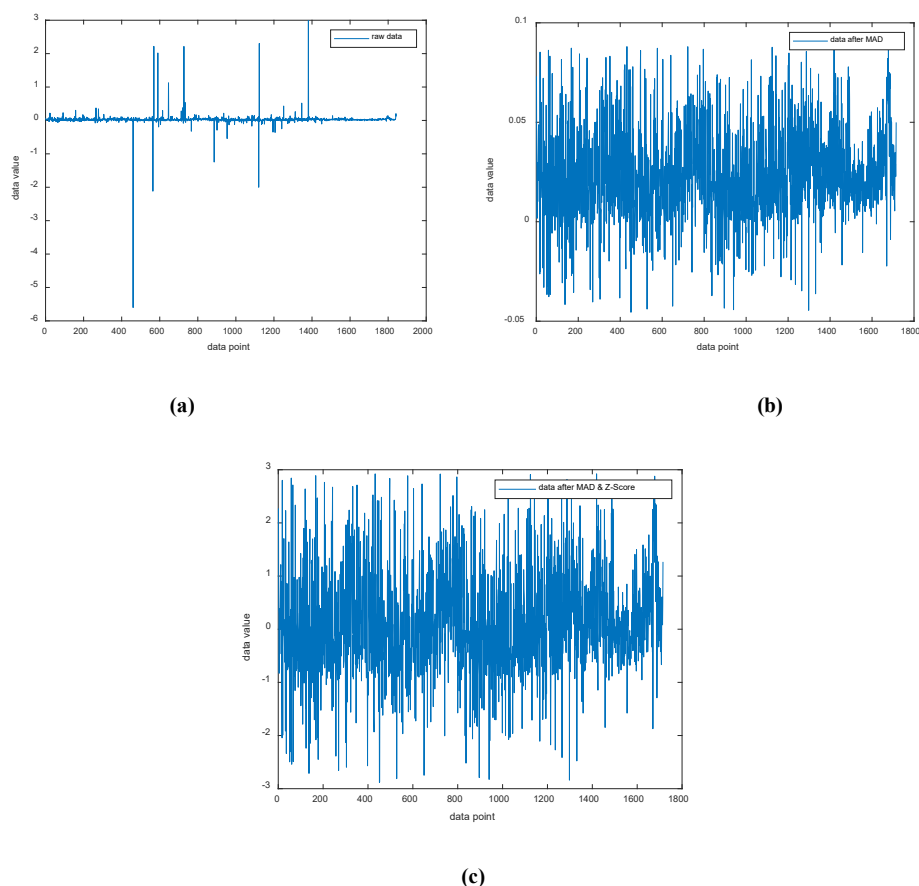 3
2
1
0
-1
-2
-3
-4
-5
-6
0 200 400 600 800 1000 1200 1400 1600 1800 2000
data point
data value
raw data
(a)
0.1
0.05
0
-0.05
0 200 400 600 800 1000 1200 1400 1600 1800
data point
data value
data after MAD
(b)
3
2
1
0
-1
-2
-3
0 200 400 600 800 1000 1200 1400 1600 1800
data point
data value
data after MAD & Z-Score
(c)